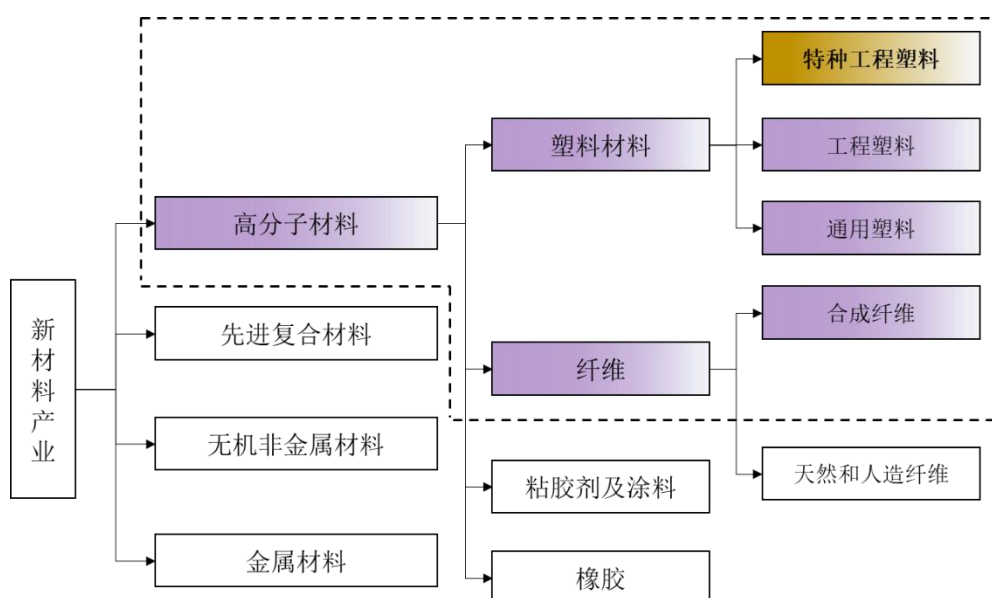 新材料产业
高分子材料
先进复合材料
无机非金属材料
金属材料
塑料材料
纤维
粘胶剂及涂料
橡胶
特种工程塑料
工程塑料
通用塑料
合成纤维
天然和人造纤维